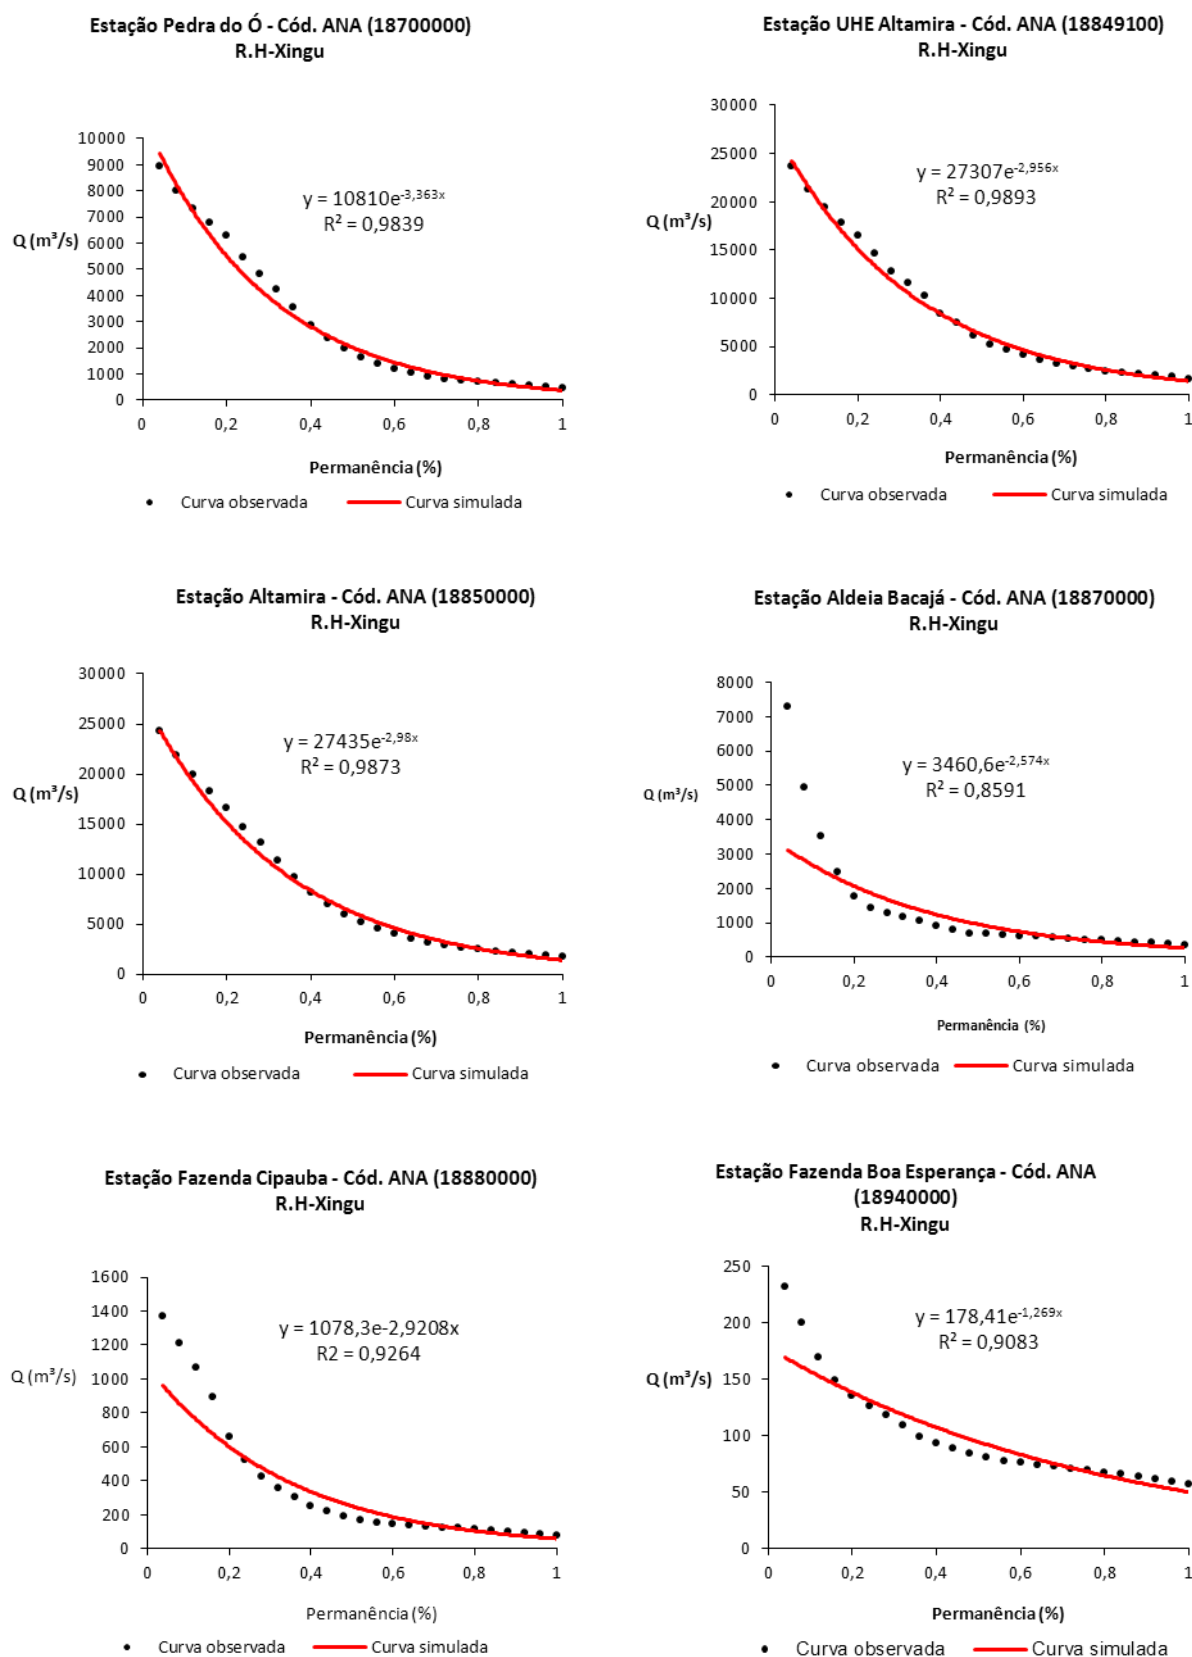 Estação Pedra do Ó - Cód. ANA (18700000)
R.H-Xingu
10000
9000
8000
7000
6000
5000
4000
3000
2000
1000
0
Q (m³/s)
y = 10810e^-3,363x
R² = 0,9839
0 0,2 0,4 0,6 0,8 1
Permanência (%)
Curva observada Curva simulada
Estação UHE Altamira - Cód. ANA (18849100)
R.H-Xingu
30000
25000
20000
15000
10000
5000
0
Q (m³/s)
y = 27307e^-2,956x
R² = 0,9893
0 0,2 0,4 0,6 0,8 1
Permanência (%)
Curva observada Curva simulada
Estação Altamira - Cód. ANA (18850000)
R.H-Xingu
30000
25000
20000
15000
10000
5000
0
Q (m³/s)
y = 27435e^-2,98x
R² = 0,9873
0 0,2 0,4 0,6 0,8 1
Permanência (%)
Curva observada Curva simulada
Estação Aldeia Bacajá - Cód. ANA (18870000)
R.H-Xingu
8000
7000
6000
5000
4000
3000
2000
1000
0
Q (m³/s)
y = 3460,6e^-2,574x
R² = 0,8591
0 0,2 0,4 0,6 0,8 1
Permanência (%)
Curva observada Curva simulada
Estação Fazenda Cipauba - Cód. ANA (18880000)
R.H-Xingu
1600
1400
1200
1000
800
600
400
200
0
Q (m³/s)
y = 1078,3e-2,9208x
R2 = 0,9264
0 0,2 0,4 0,6 0,8 1
Permanência (%)
Curva observada Curva simulada
Estação Fazenda Boa Esperança - Cód. ANA
(18940000)
R.H-Xingu
250
200
150
100
50
0
Q (m³/s)
y = 178,41e^-1,269x
R² = 0,9083
0 0,2 0,4 0,6 0,8 1
Permanência (%)
Curva observada Curva simulada